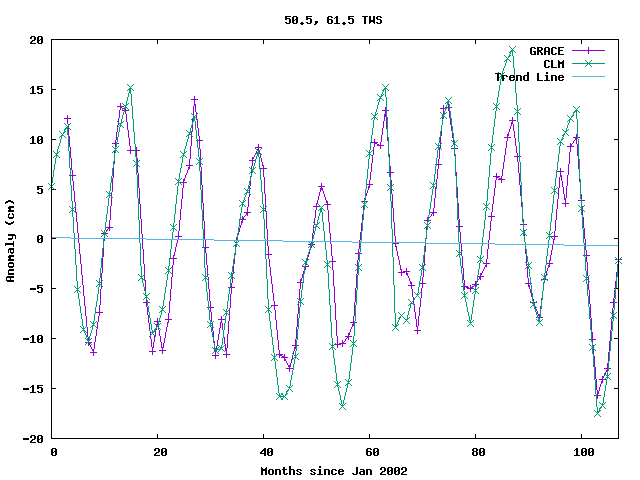 50.5, 61.5 TWS
GRACE
CLM
Trend Line
Anomaly (cm)
20
15
10
5
0
-5
-10
-15
-20
0 20 40 60 80 100
Months since Jan 2002